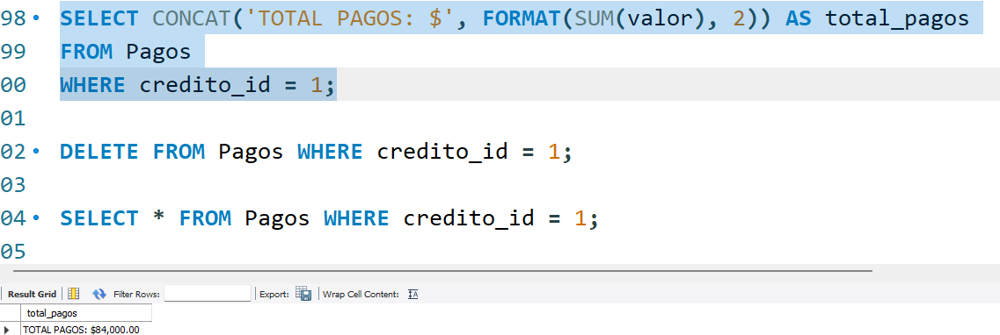 98 SELECT CONCAT('TOTAL PAGOS: $', FORMAT(SUM(valor), 2)) AS total_pagos
99 FROM Pagos
00 WHERE credito_id = 1;
01
02 DELETE FROM Pagos WHERE credito_id = 1;
03
04 SELECT * FROM Pagos WHERE credito_id = 1;
05
Result Grid Filter Rows: Export: Wrap Cell Content:
total_pagos
TOTAL PAGOS: $84,000.00